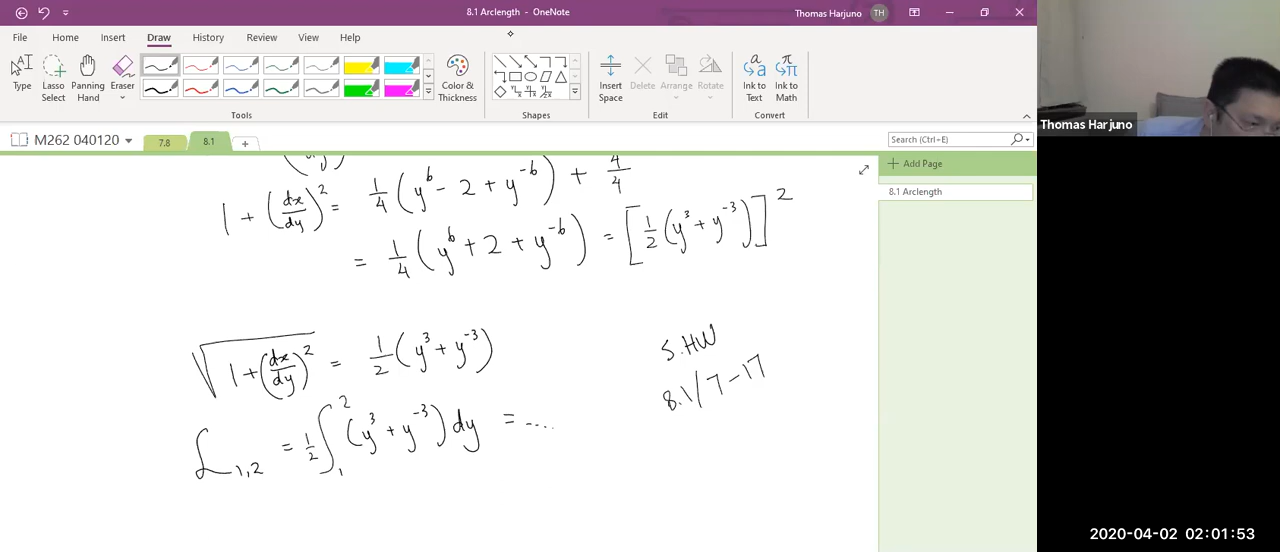 8.1 Arclength - OneNote
Thomas Harjuno TH
File Home Insert Draw History Review View Help
Type Lasso Select Panning Hand Eraser Color & Thickness Insert Space Delete Arrange Rotate Ink to Text Ink to Math
Tools Shapes Edit Convert
M262 040120 7.8 8.1 +
Search (Ctrl+E)
Add Page
8.1 Arclength
Thomas Harjuno
1 + (dx/dy)² = 1/4 (y⁶ - 2 + y⁻⁶) + 4/4
= 1/4 (y⁶ + 2 + y⁻⁶) = [1/2 (y³ + y⁻³)]²
√(1 + (dx/dy)²) = 1/2 (y³ + y⁻³)
S.HW
8.1/7-17
L₁,₂ = 1/2 ∫₁² (y³ + y⁻³) dy = ....
2020-04-02 02:01:53